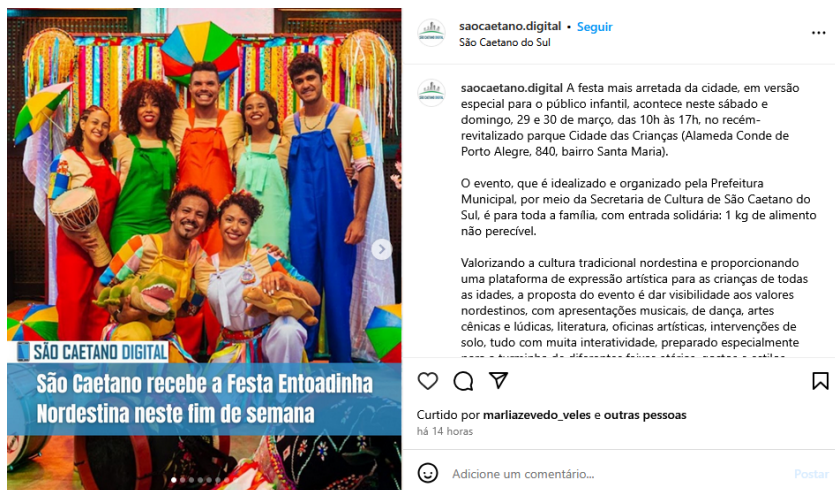 SÃO CAETANO DIGITAL
São Caetano recebe a Festa Entoadinha
Nordestina neste fim de semana
saocaetano.digital • Seguir
São Caetano do Sul
saocaetano.digital A festa mais arretada da cidade, em versão
especial para o público infantil, acontece neste sábado e
domingo, 29 e 30 de março, das 10h às 17h, no recém-
revitalizado parque Cidade das Crianças (Alameda Conde de
Porto Alegre, 840, bairro Santa Maria).
O evento, que é idealizado e organizado pela Prefeitura
Municipal, por meio da Secretaria de Cultura de São Caetano do
Sul, é para toda a família, com entrada solidária: 1 kg de alimento
não perecível.
Valorizando a cultura tradicional nordestina e proporcionando
uma plataforma de expressão artística para as crianças de todas
as idades, a proposta do evento é dar visibilidade aos valores
nordestinos, com apresentações musicais, de dança, artes
cênicas e lúdicas, literatura, oficinas artísticas, intervenções de
solo, tudo com muita interatividade, preparado especialmente
Curtido por marliazevedo_veles e outras pessoas
há 14 horas
Adicione um comentário...
Postar